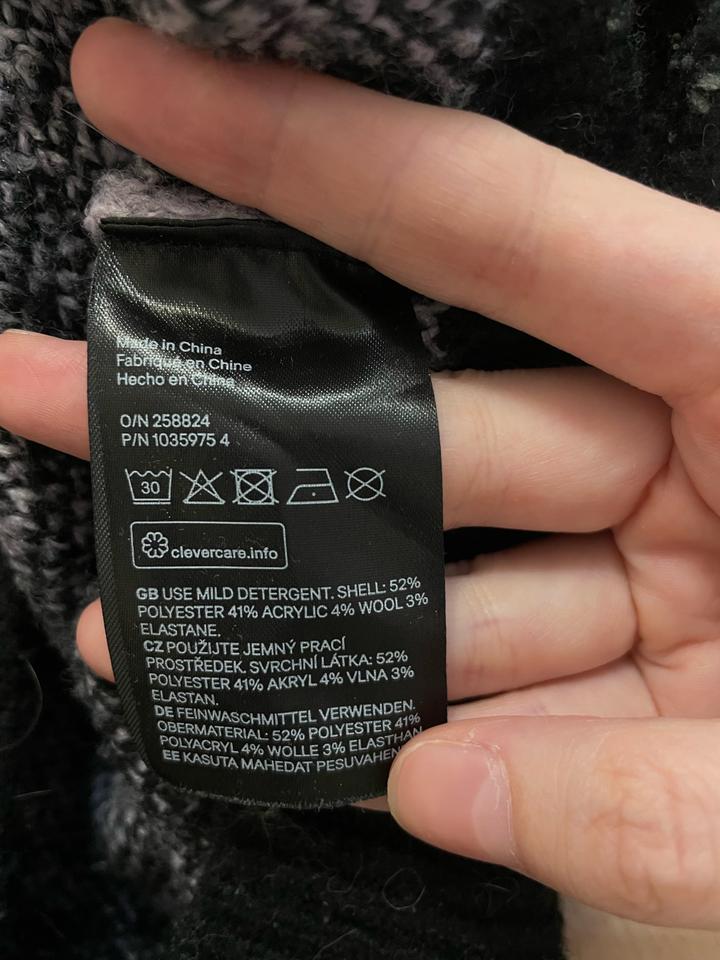 Made in China
Fabriqué en Chine
Hecho en China
O/N 258824
P/N 1035975 4
30
clevercare.info
GB USE MILD DETERGENT. SHELL: 52%
POLYESTER 41% ACRYLIC 4% WOOL 3%
ELASTANE.
CZ POUŽIJTE JEMNÝ PRACÍ
PROSTŘEDEK. SVRCHNÍ LÁTKA: 52%
POLYESTER 41% AKRYL 4% VLNA 3%
ELASTAN.
DE FEINWASCHMITTEL VERWENDEN.
OBERMATERIAL: 52% POLYESTER 41%
POLYACRYL 4% WOLLE 3% ELASTHAN.
EE KASUTA MAHEDAT